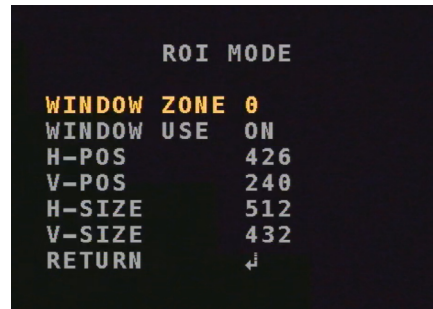 ROI MODE
WINDOW ZONE 0
WINDOW USE ON
H-POS 426
V-POS 240
H-SIZE 512
V-SIZE 432
RETURN ↲